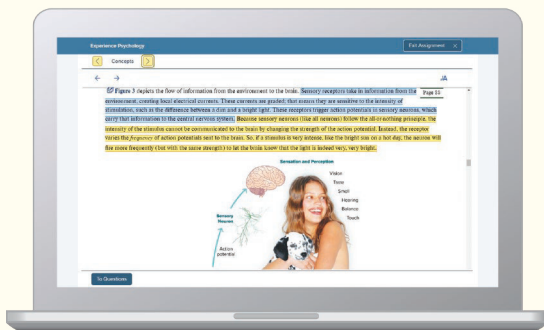 Experience Psychology
Exit Assignment X
Concepts
Figure 3 depicts the flow of information from the environment to the brain. Sensory receptors take in information from the
Page 80
environment, creating local electrical currents. These currents are graded; that means they are sensitive to the intensity of
stimulation, such as the difference between a dim and a bright light. These receptors trigger action potentials in sensory neurons, which
carry that information to the central nervous system. Because sensory neurons (like all neurons) follow the all-or-nothing principle, the
intensity of the stimulus cannot be communicated to the brain by changing the strength of the action potential. Instead, the receptor
varies the frequency of action potentials sent to the brain. So, if a stimulus is very intense, like the bright sun on a hot day, the neuron will
fire more frequently (but with the same strength) to let the brain know that the light is indeed very, very bright.
Sensation and Perception
Vision
Taste
Smell
Hearing
Balance
Touch
Sensory
Neuron
Action
potential
To Questions